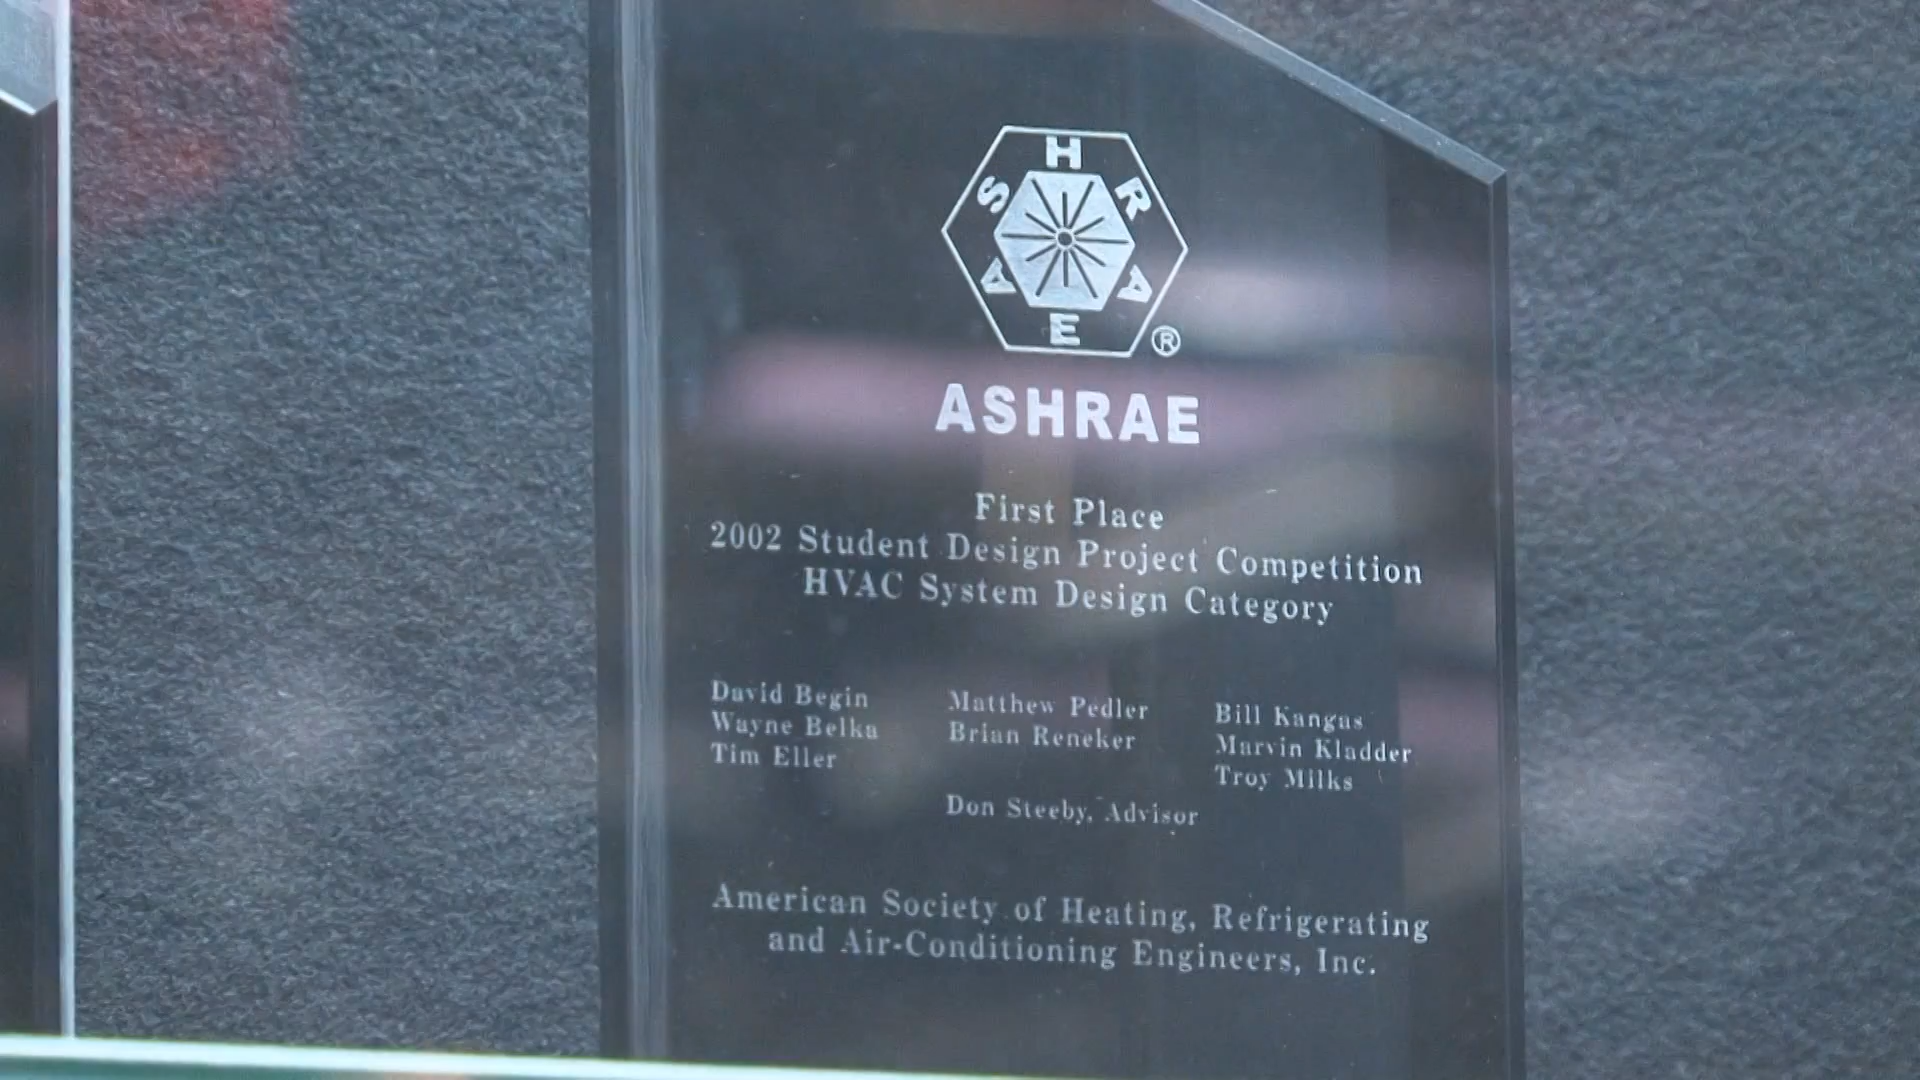 ASHRAE
®
ASHRAE
First Place
2002 Student Design Project Competition
HVAC System Design Category
David Begin Matthew Pedler Bill Kangas
Wayne Belka Brian Reneker Marvin Kladder
Tim Eller Troy Milks
Don Steeby, Advisor
American Society of Heating, Refrigerating
and Air-Conditioning Engineers, Inc.